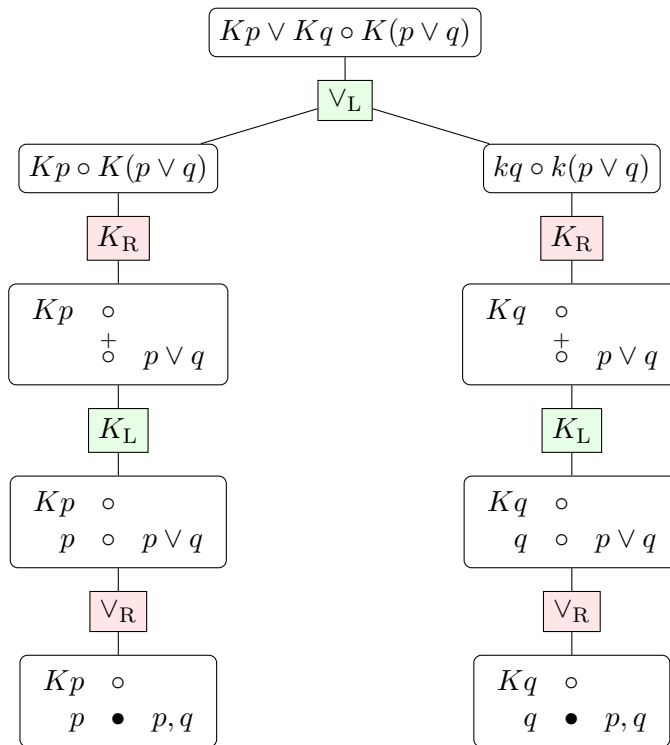 Kp ∨ Kq ∘ K(p ∨ q)
∨L
Kp ∘ K(p ∨ q)
kq ∘ k(p ∨ q)
KR
KR
Kp ∘
+
∘ p ∨ q
Kq ∘
+
∘ p ∨ q
KL
KL
Kp ∘
p ∘ p ∨ q
Kq ∘
q ∘ p ∨ q
∨R
∨R
Kp ∘
p • p, q
Kq ∘
q • p, q